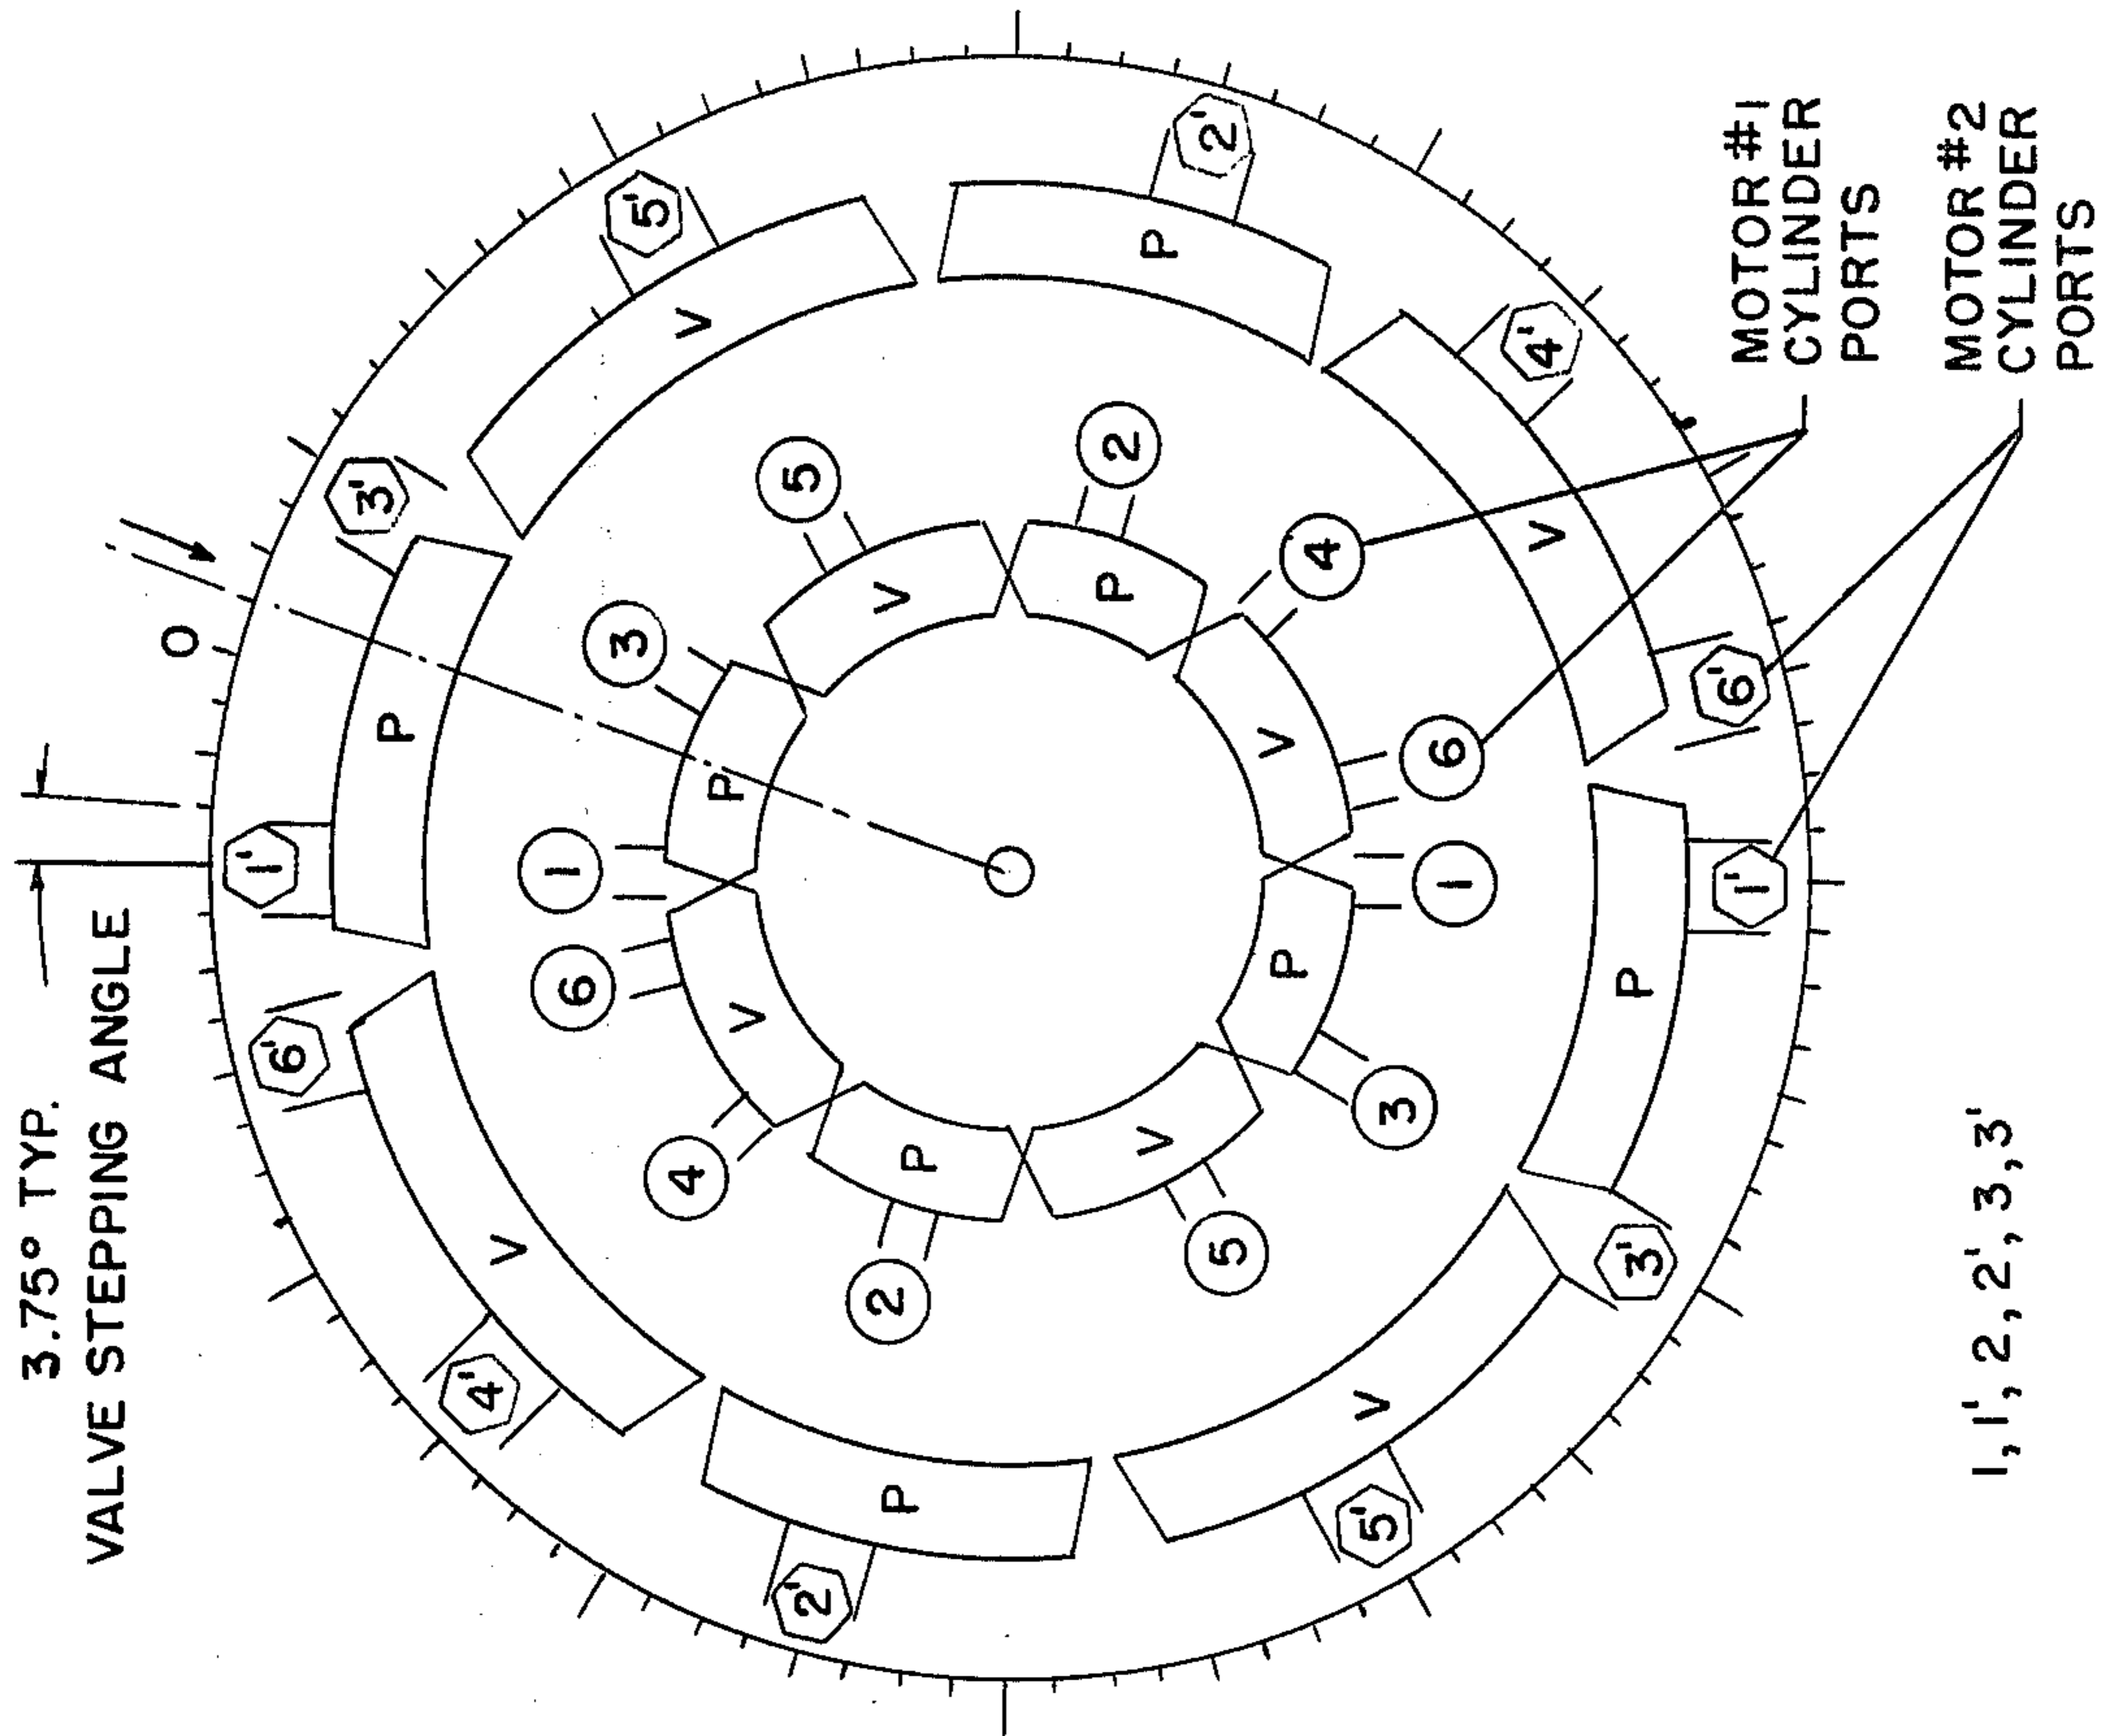 3.75° TYP.
VALVE STEPPING ANGLE
0
1'
3'
5'
2'
4'
6'
1'
3'
5'
2'
4'
6'
P
V
P
V
P
V
P
V
1
3
5
2
4
6
1
3
5
2
4
6
P
V
P
V
P
V
P
V
MOTOR #1
CYLINDER
PORTS
MOTOR #2
CYLINDER
PORTS
1, 1', 2, 2', 3, 3'